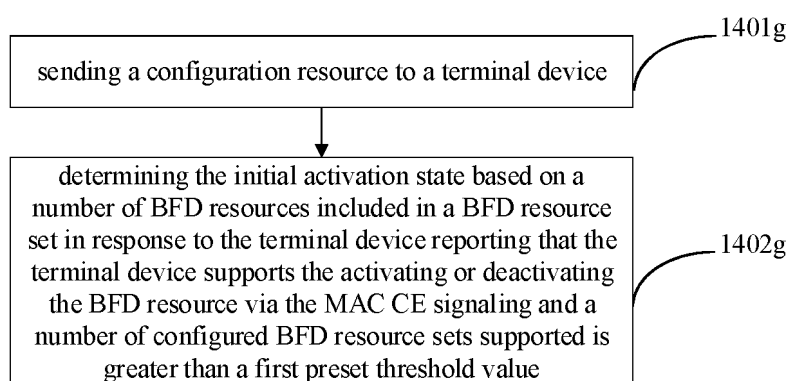 1401g
sending a configuration resource to a terminal device
determining the initial activation state based on a
number of BFD resources included in a BFD resource
set in response to the terminal device reporting that the
terminal device supports the activating or deactivating
the BFD resource via the MAC CE signaling and a
number of configured BFD resource sets supported is
greater than a first preset threshold value
1402g